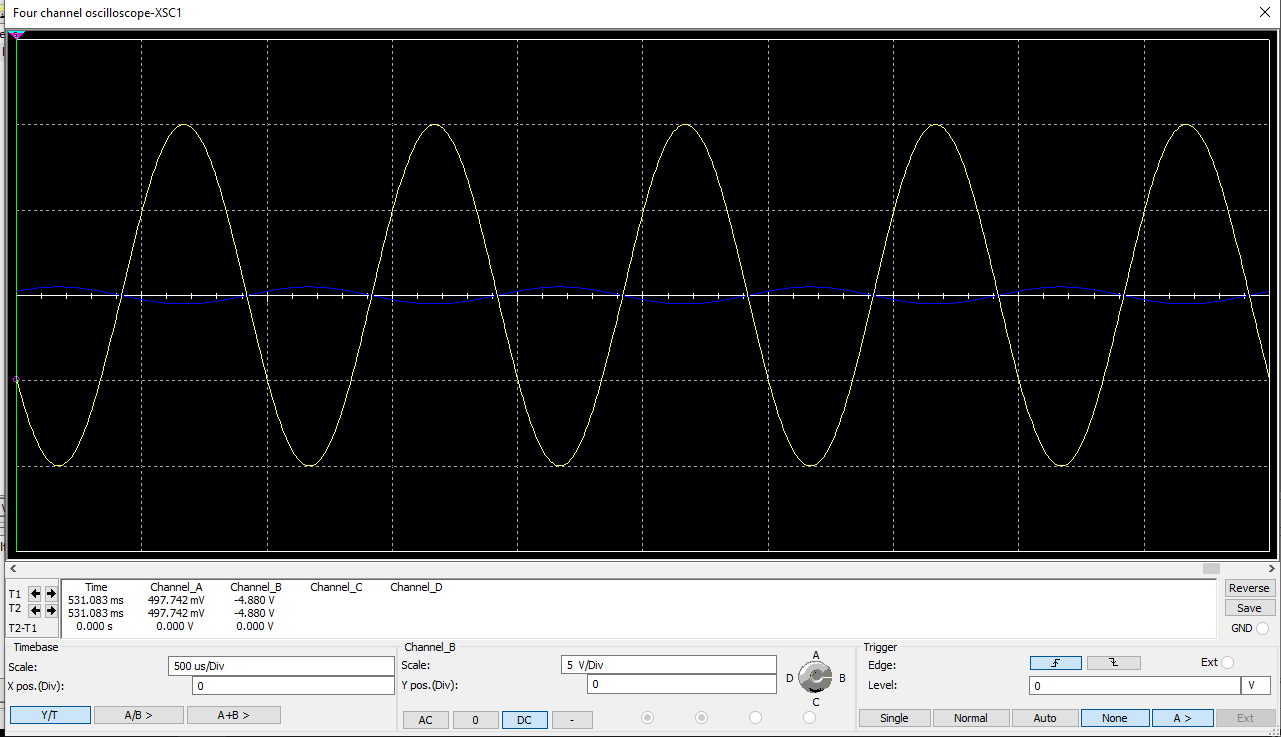 Four channel oscilloscope-XSC1
T1
T2
T2-T1
Time Channel_A Channel_B Channel_C Channel_D
531.083 ms 497.742 mV -4.880 V
531.083 ms 497.742 mV -4.880 V
0.000 s 0.000 V 0.000 V
Reverse
Save
GND
Timebase
Scale: 500 us/Div
X pos.(Div): 0
Y/T A/B > A+B >
Channel_B
Scale: 5 V/Div
Y pos.(Div): 0
AC 0 DC -
A
D B
C
Trigger
Edge: Ext
Level: 0 V
Single Normal Auto None A > Ext